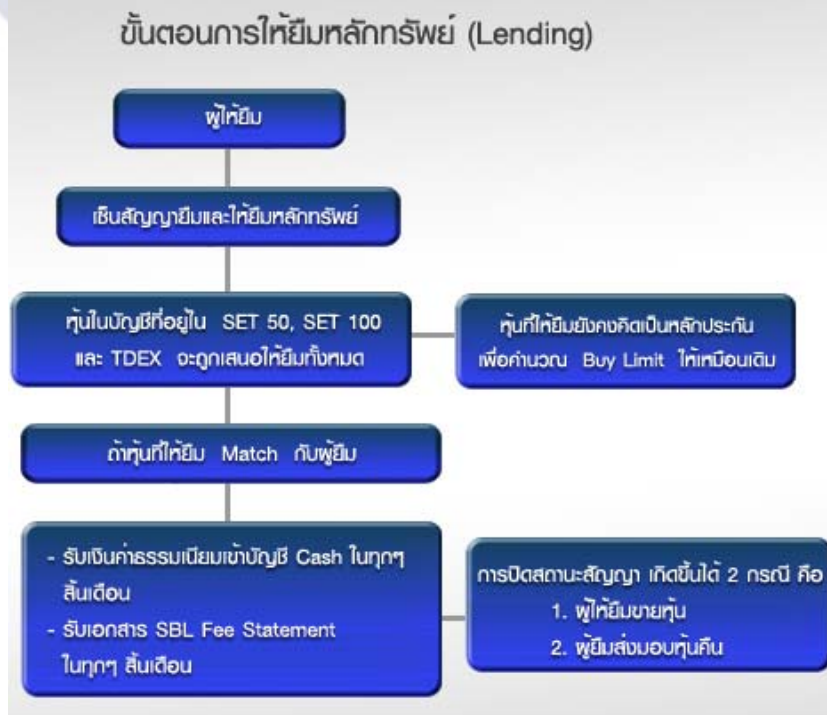 ขั้นตอนการให้ยืมหลักทรัพย์ (Lending)
ผู้ให้ยืม
เซ็นสัญญายืมและให้ยืมหลักทรัพย์
หุ้นในบัญชีที่อยู่ใน SET 50, SET 100
และ TDEX จะถูกเสนอให้ยืมทั้งหมด
หุ้นที่ให้ยืมยังคงคิดเป็นหลักประกัน
เพื่อคำนวณ Buy Limit ให้เหมือนเดิม
ถ้าหุ้นที่ให้ยืม Match กับผู้ยืม
- รับเงินค่าธรรมเนียมเข้าบัญชี Cash ในทุกๆ
สิ้นเดือน
- รับเอกสาร SBL Fee Statement
ในทุกๆ สิ้นเดือน
การปิดสถานะสัญญา เกิดขึ้นได้ 2 กรณี คือ
1. ผู้ให้ยืมขายหุ้น
2. ผู้ยืมส่งมอบหุ้นคืน